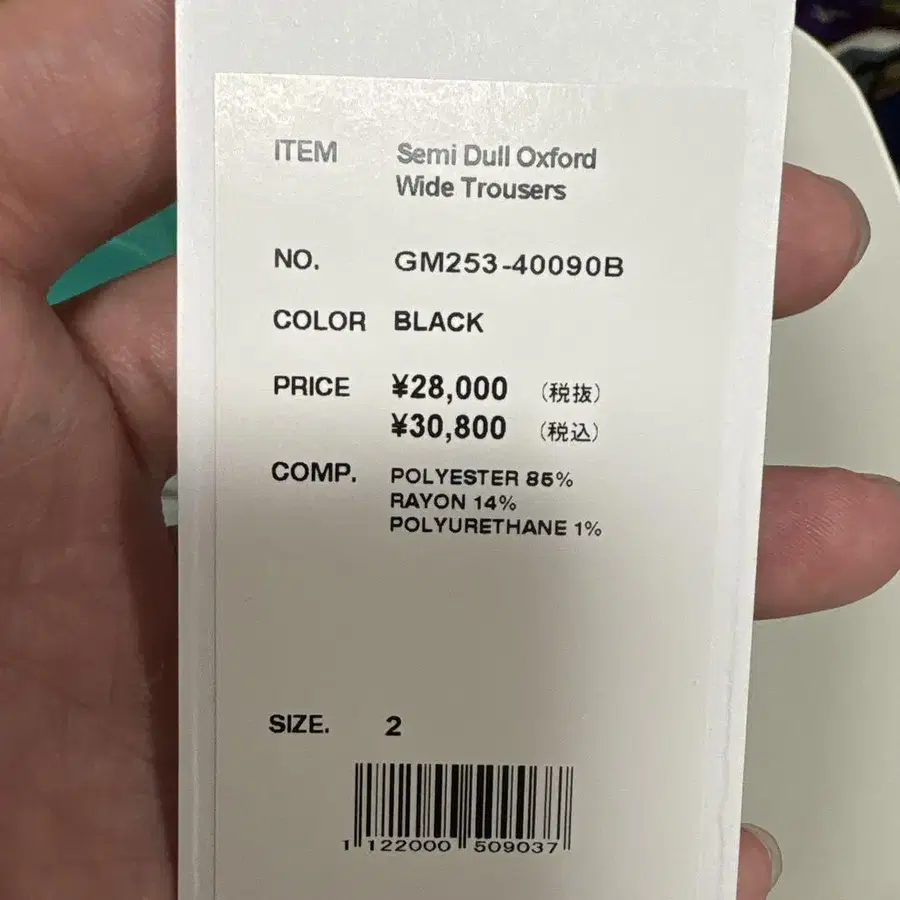 ITEM Semi Dull Oxford
Wide Trousers
NO. GM253-40090B
COLOR BLACK
PRICE ¥28,000 (税抜)
¥30,800 (税込)
COMP. POLYESTER 85%
RAYON 14%
POLYURETHANE 1%
SIZE. 2
1 122000 509037